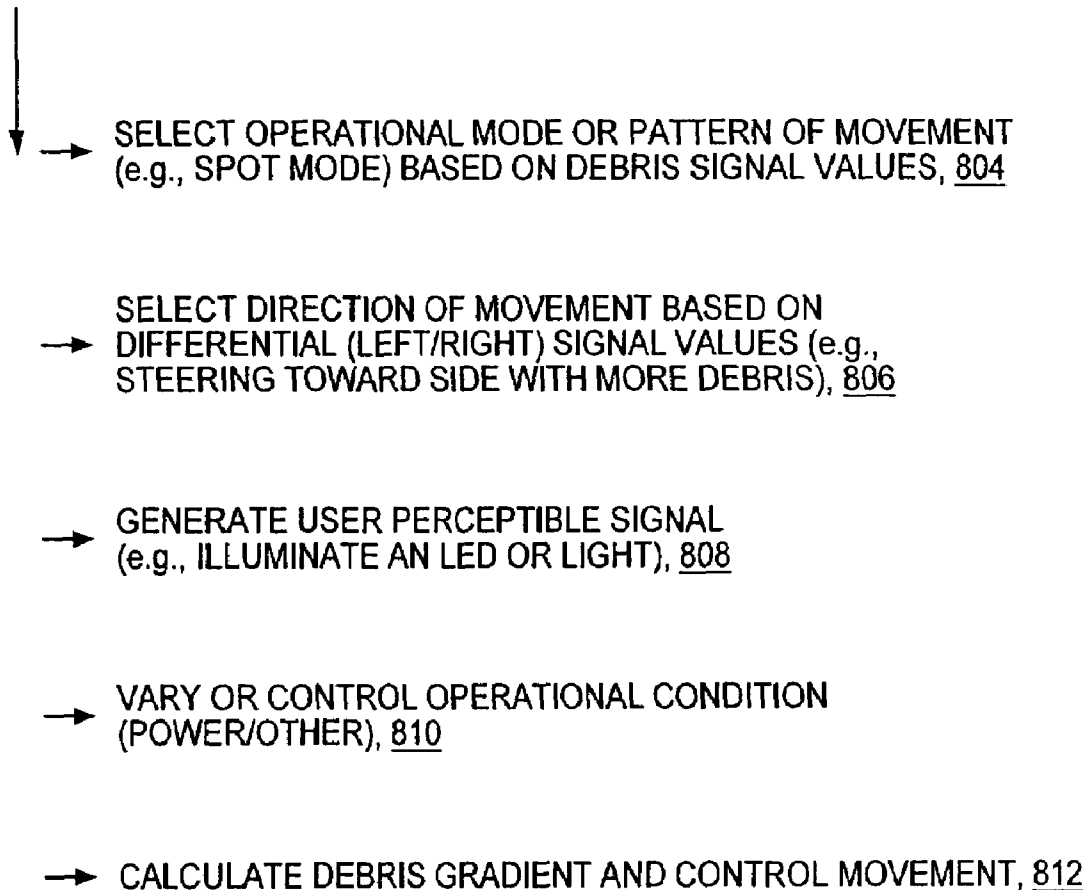 SELECT OPERATIONAL MODE OR PATTERN OF MOVEMENT
(e.g., SPOT MODE) BASED ON DEBRIS SIGNAL VALUES, 804
SELECT DIRECTION OF MOVEMENT BASED ON
DIFFERENTIAL (LEFT/RIGHT) SIGNAL VALUES (e.g.,
STEERING TOWARD SIDE WITH MORE DEBRIS), 806
GENERATE USER PERCEPTIBLE SIGNAL
(e.g., ILLUMINATE AN LED OR LIGHT), 808
VARY OR CONTROL OPERATIONAL CONDITION
(POWER/OTHER), 810
CALCULATE DEBRIS GRADIENT AND CONTROL MOVEMENT, 812